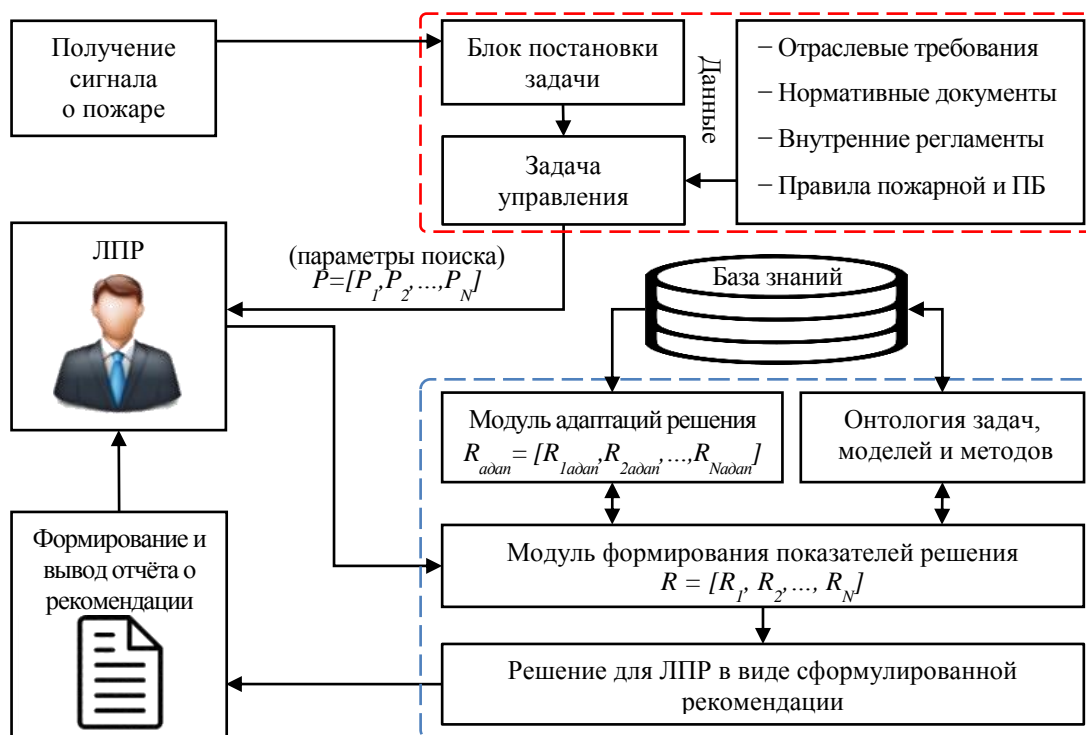 Получение
сигнала
о пожаре
Блок постановки
задачи
Данные
− Отраслевые требования
− Нормативные документы
− Внутренние регламенты
− Правила пожарной и ПБ
Задача
управления
ЛПР
(параметры поиска)
P=[P1,P2,...,PN]
База знаний
Модуль адаптаций решения
Rадап= [R1адап,R2адап,...,RNадап]
Онтология задач,
моделей и методов
Формирование и
вывод отчёта о
рекомендации
Модуль формирования показателей решения
R = [R1, R2,..., RN]
Решение для ЛПР в виде сформулированной
рекомендации